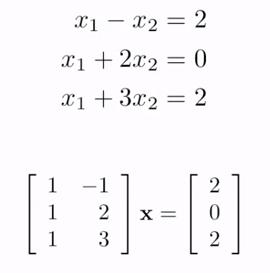 x₁ − x₂ = 2
x₁ + 2x₂ = 0
x₁ + 3x₂ = 2
[ 1 −1 ] [ 2 ]
[ 1 2 ] x = [ 0 ]
[ 1 3 ] [ 2 ]